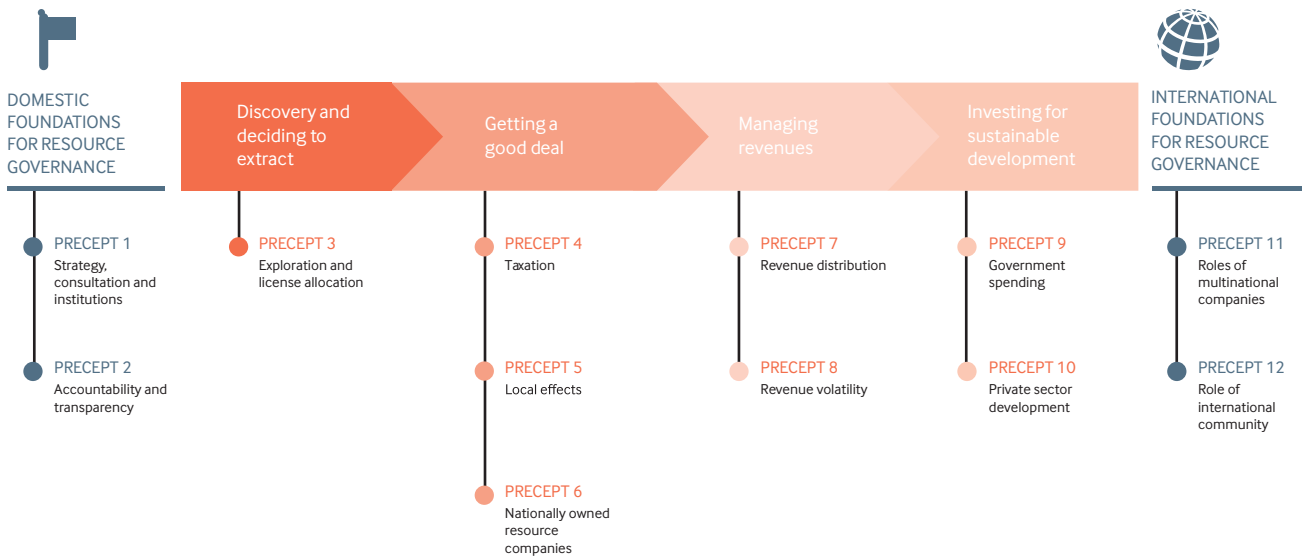 DOMESTIC
FOUNDATIONS
FOR RESOURCE
GOVERNANCE
PRECEPT 1
Strategy,
consultation and
institutions
PRECEPT 2
Accountability and
transparency
Discovery and
deciding to
extract
PRECEPT 3
Exploration and
license allocation
Getting a
good deal
PRECEPT 4
Taxation
PRECEPT 5
Local effects
PRECEPT 6
Nationally owned
resource
companies
Managing
revenues
PRECEPT 7
Revenue distribution
PRECEPT 8
Revenue volatility
Investing for
sustainable
development
PRECEPT 9
Government
spending
PRECEPT 10
Private sector
development
INTERNATIONAL
FOUNDATIONS
FOR RESOURCE
GOVERNANCE
PRECEPT 11
Roles of
multinational
companies
PRECEPT 12
Role of
international
community